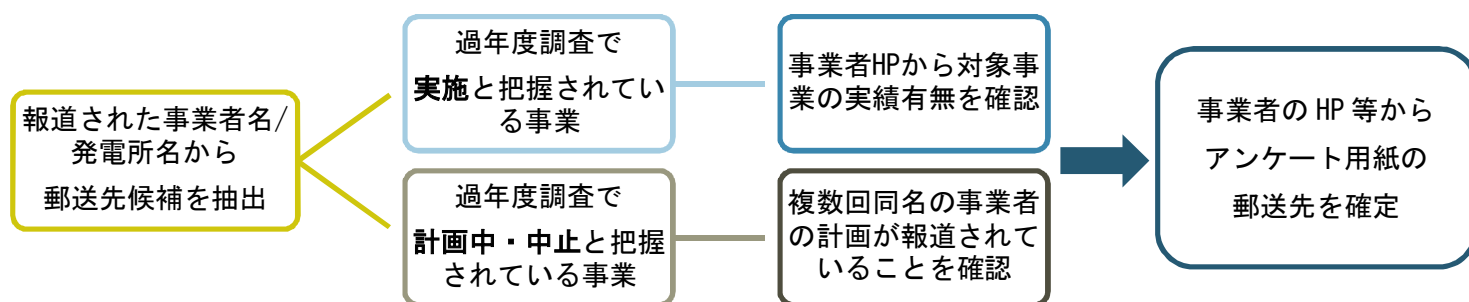 報道された事業者名/
発電所名から
郵送先候補を抽出
過年度調査で
実施と把握されてい
る事業
事業者HPから対象事
業の実績有無を確認
過年度調査で
計画中・中止と把握
されている事業
複数回同名の事業者
の計画が報道されて
いることを確認
事業者の HP 等から
アンケート用紙の
郵送先を確定